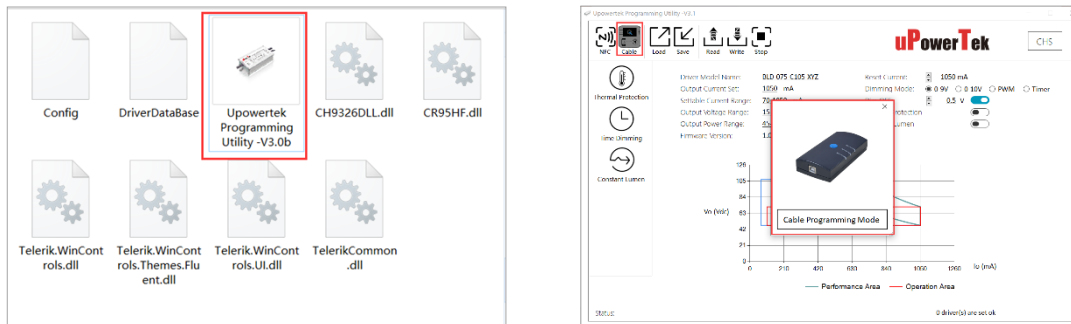 Config
DriverDataBase
Upowertek
Programming
Utility -V3.0b
CH9326DLL.dll
CR95HF.dll
Telerik.WinCont
rols.dll
Telerik.WinCont
rols.Themes.Flu
ent.dll
Telerik.WinCont
rols.UI.dll
TelerikCommon
.dll
Upowertek Programming Utility -V3.1
NFC Cable Load Save Read Write Stop
uPowerTek
CHS
Thermal Protection
Time Dimming
Constant Lumen
Driver Model Name: BLD 075 C105 XYZ
Output Current Set: 1050 mA
Settable Current Range:
Output Voltage Range:
Output Power Range:
Firmware Version:
Reset Current: 1050 mA
Dimming Mode: 0 9V 0 10V PWM Timer
0.5 V
Cable Programming Mode
Vo (Vdc)
126
105
84
63
42
21
0
0 210 420 630 840 1050 1260 Io (mA)
Performance Area Operation Area
Status:
0 driver(s) are set ok